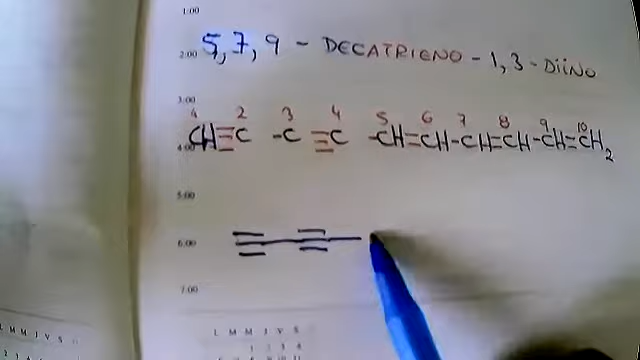 1:00
2:00 5, 7, 9 - DECATRIENO - 1, 3 - DiiNO
3:00
1 2 3 4 5 6 7 8 9 10
4:00 CH≡C -C ≡C -CH=CH-CH=CH-CH=CH2
5:00
6:00
7:00
L M M J V S
L M M J V S